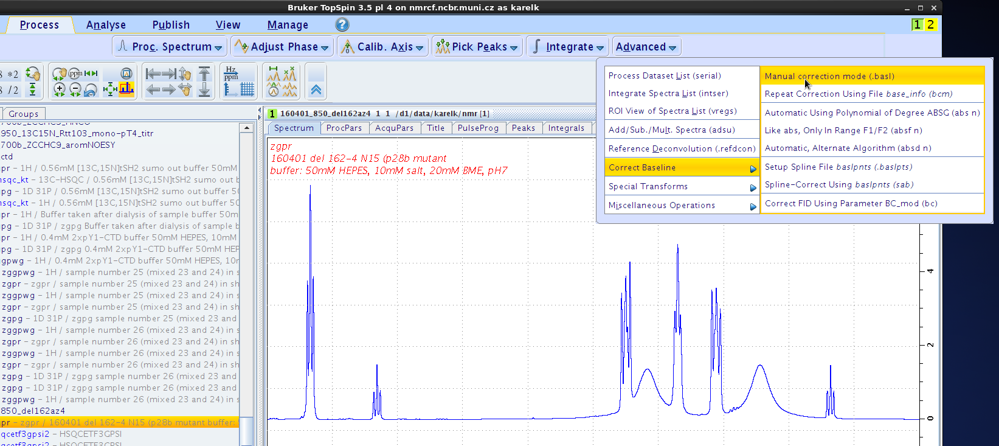 Bruker TopSpin 3.5 pl 4 on nmrcf.ncbr.muni.cz as karelk
Process Analyse Publish View Manage ?
1 2
Proc. Spectrum Adjust Phase Calib. Axis Pick Peaks Integrate Advanced
*2
/2
ppm
Hz
ppm
Process Dataset List (serial)
Integrate Spectra List (intser)
ROI View of Spectra List (vregs)
Add/Sub./Mult. Spectra (adsu)
Reference Deconvolution (.refdcon)
Correct Baseline
Special Transforms
Miscellaneous Operations
Manual correction mode (.basl)
Repeat Correction Using File base_info (bcm)
Automatic Using Polynomial of Degree ABSG (abs n)
Like abs, Only In Range F1/F2 (absf n)
Automatic, Alternate Algorithm (absd n)
Setup Spline File baslpnts (.baslpts)
Spline-Correct Using baslpnts (sab)
Correct FID Using Parameter BC_mod (bc)
Groups
950_13C15N_Rtt103_mono-pT4_titr
700b_ZCCHC9_aromNOESY
ctd
pr - 1H / 0.56mM [13C,15N]tSH2 sumo out buffer 50mM
nsqc_kt - 13C-HSQC / 0.56mM [13C,15N]tSH2 sumo out b
pg - 1D 31P / 0.56mM [13C,15N]tSH2 sumo out buffer 50
nsqc_kt - 1H / 0.56mM [13C,15N]tSH2 sumo out buffer 50
pr - 1H / Buffer taken after dialysis of sample buffer 50m
pg - 1D 31P / zgpg Buffer taken after dialysis of sample b
pr - 1H / 0.4mM 2xpY1-CTD buffer 50mM HEPES, 10mM
pg - 1D 31P / zgpg 0.4mM 2xpY1-CTD buffer 50mM HEP
gpwg - 1H / 0.4mM 2xpY1-CTD buffer 50mM HEPES, 10r
zggpwg - 1H / sample number 25 (mixed 23 and 24) in s
zgpr - zgpr / sample number 25 (mixed 23 and 24) in sh
zggpwg - 1H / sample number 25 (mixed 23 and 24) in s
zgpr - zgpr / sample number 25 (mixed 23 and 24) in sh
zgpg - 1D 31P / zgpg sample number 25 (mixed 23 and
zggpwg - 1H / sample number 26 (mixed 23 and 24) in s
zgpr - zgpr / sample number 26 (mixed 23 and 24) in sh
zggpwg - 1H / sample number 26 (mixed 23 and 24) in s
zgpr - zgpr / sample number 26 (mixed 23 and 24) in sh
zgpg - 1D 31P / zgpg sample number 26 (mixed 23 and
zgpg - 1D 31P / zgpg sample number 26 (mixed 23 and
zggpwg - 1H / sample number 26 (mixed 23 and 24) in s
850_del162az4
pr - zgpr / 160401 del 162-4 N15 (p28b mutant buffer:
qcetf3gpsi2 - HSQCETF3GPSI
qcetf3gpsi2 - HSQCETF3GPSI
1 160401_850_del162az4 1 1 /d1/data/karelk/nmr [1]
Spectrum ProcPars AcquPars Title PulseProg Peaks Integrals
zgpr
160401 del 162-4 N15 (p28b mutant
buffer: 50mM HEPES, 10mM salt, 20mM BME, pH7
4
2
0